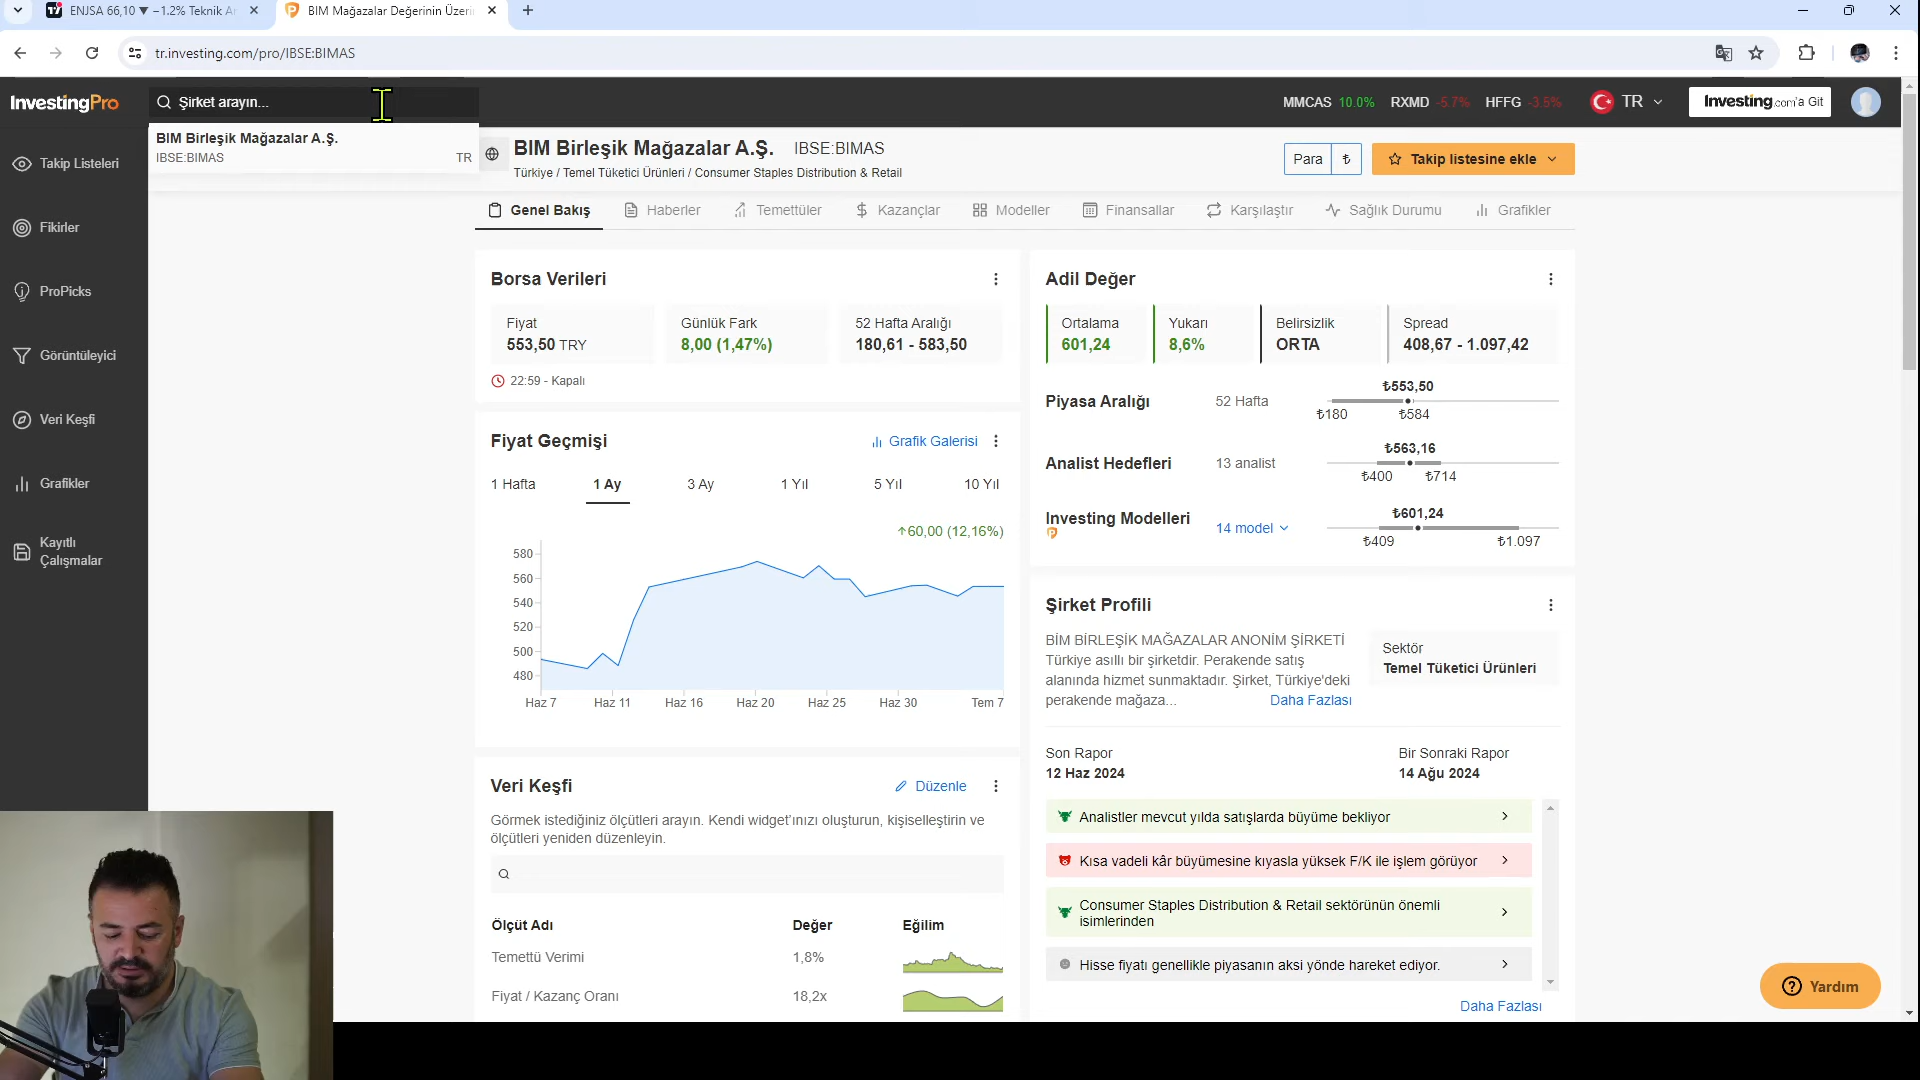 ENJSA 66,10 ▼ −1.2% Teknik Ar
BIM Mağazalar Değerinin Üzeri
tr.investing.com/pro/IBSE:BIMAS
InvestingPro
Şirket arayın...
MMCAS 10.0% RXMD -5.7% HFFG -3.5%
TR
Investing.com'a Git
BIM Birleşik Mağazalar A.Ş.
IBSE:BIMAS TR
BIM Birleşik Mağazalar A.Ş. IBSE:BIMAS
Türkiye / Temel Tüketici Ürünleri / Consumer Staples Distribution & Retail
Para ₺
Takip listesine ekle
Takip Listeleri
Fikirler
ProPicks
Görüntüleyici
Veri Keşfi
Grafikler
Kayıtlı
Çalışmalar
Genel Bakış Haberler Temettüler Kazançlar Modeller Finansallar Karşılaştır Sağlık Durumu Grafikler
Borsa Verileri
Fiyat Günlük Fark 52 Hafta Aralığı
553,50 TRY 8,00 (1,47%) 180,61 - 583,50
22:59 - Kapalı
Fiyat Geçmişi
Grafik Galerisi
1 Hafta 1 Ay 3 Ay 1 Yıl 5 Yıl 10 Yıl
↑60,00 (12,16%)
580
560
540
520
500
480
Haz 7 Haz 11 Haz 16 Haz 20 Haz 25 Haz 30 Tem 7
Veri Keşfi
Düzenle
Görmek istediğiniz ölçütleri arayın. Kendi widget'ınızı oluşturun, kişiselleştirin ve
ölçütleri yeniden düzenleyin.
Ölçüt Adı Değer Eğilim
Temettü Verimi 1,8%
Fiyat / Kazanç Oranı 18,2x
Adil Değer
Ortalama Yukarı Belirsizlik Spread
601,24 8,6% ORTA 408,67 - 1.097,42
₺553,50
Piyasa Aralığı 52 Hafta
₺180 ₺584
₺563,16
Analist Hedefleri 13 analist
₺400 ₺714
₺601,24
Investing Modelleri 14 model
₺409 ₺1.097
Şirket Profili
BİM BİRLEŞİK MAĞAZALAR ANONİM ŞİRKETİ
Türkiye asıllı bir şirketdir. Perakende satış
alanında hizmet sunmaktadır. Şirket, Türkiye'deki
perakende mağaza... Daha Fazlası
Sektör
Temel Tüketici Ürünleri
Son Rapor Bir Sonraki Rapor
12 Haz 2024 14 Ağu 2024
Analistler mevcut yılda satışlarda büyüme bekliyor
Kısa vadeli kâr büyümesine kıyasla yüksek F/K ile işlem görüyor
Consumer Staples Distribution & Retail sektörünün önemli
isimlerinden
Hisse fiyatı genellikle piyasanın aksi yönde hareket ediyor.
Daha Fazlası
Yardım